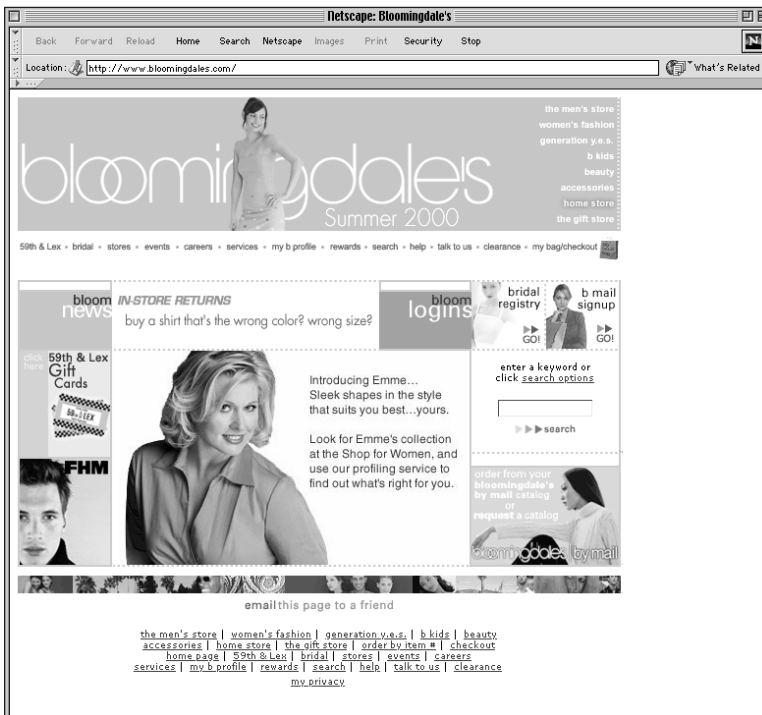 Netscape: Bloomingdale's
Back Forward Reload Home Search Netscape Images Print Security Stop
N
Location: http://www.bloomingdales.com/ What's Related
the men's store
women's fashion
generation y.e.s.
b kids
beauty
accessories
home store
the gift store
bloomingdale's
Summer 2000
59th & Lex bridal stores events careers services my b profile rewards search help talk to us clearance my bag/checkout
bloom
news
IN-STORE RETURNS
buy a shirt that's the wrong color? wrong size?
bloom
logins
bridal
registry
GO!
b mail
signup
GO!
click
here
59th & Lex
Gift
Cards
59 & LEX
Introducing Emme...
Sleek shapes in the style
that suits you best...yours.
Look for Emme's collection
at the Shop for Women, and
use our profiling service to
find out what's right for you.
enter a keyword or
click search options
search
FHM
order from your
bloomingdale's
by mail catalog
or
request a catalog
bloomingdales by mail
email this page to a friend
the men's store | women's fashion | generation y.e.s. | b kids | beauty
accessories | home store | the gift store | order by item # | checkout
home page | 59th & Lex | bridal | stores | events | careers
services | my b profile | rewards | search | help | talk to us | clearance
my privacy